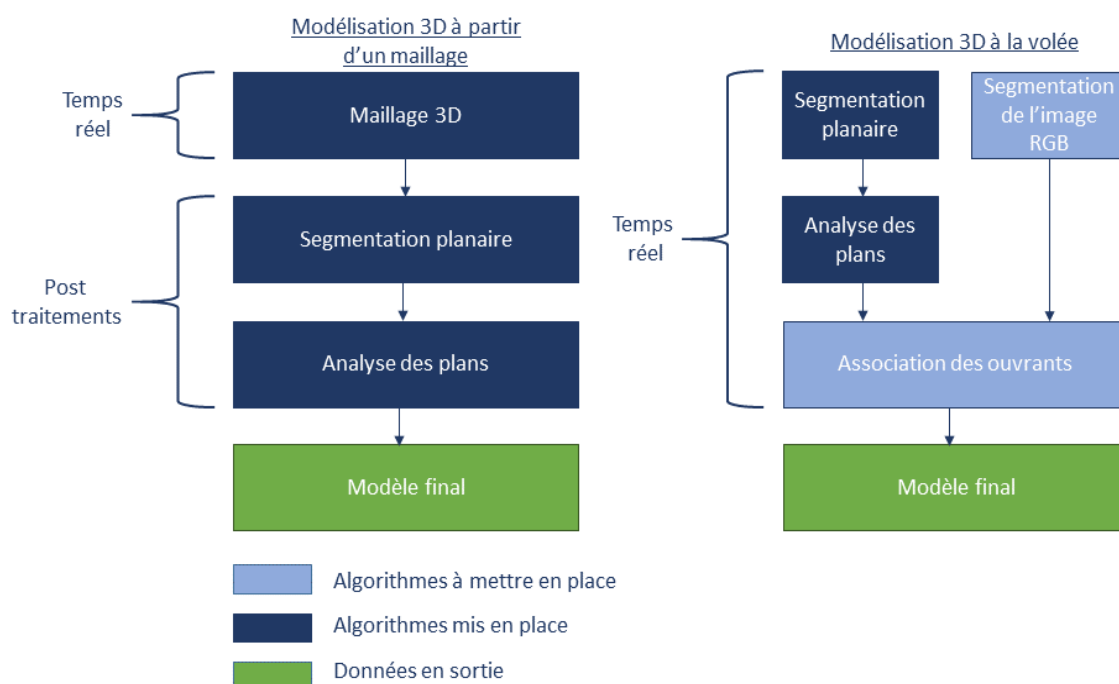 Modélisation 3D à partir
d'un maillage
Temps
réel
Maillage 3D
Post
traitements
Segmentation planaire
Analyse des plans
Modèle final
Modélisation 3D à la volée
Temps
réel
Segmentation
planaire
Segmentation
de l'image
RGB
Analyse des
plans
Association des ouvrants
Modèle final
Algorithmes à mettre en place
Algorithmes mis en place
Données en sortie